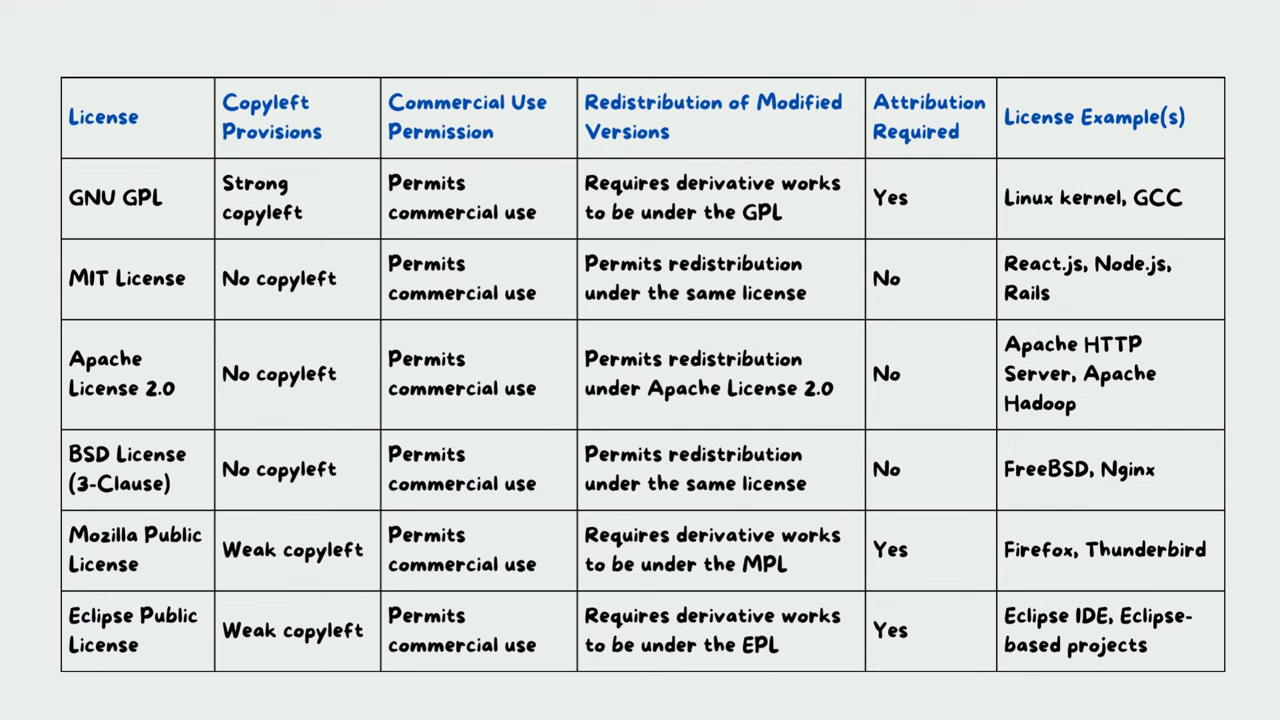 License
Copyleft
Provisions
Commercial Use
Permission
Redistribution of Modified
Versions
Attribution
Required
License Example(s)
GNU GPL
Strong
copyleft
Permits
commercial use
Requires derivative works
to be under the GPL
Yes
Linux kernel, GCC
MIT License
No copyleft
Permits
commercial use
Permits redistribution
under the same license
No
React.js, Node.js,
Rails
Apache
License 2.0
No copyleft
Permits
commercial use
Permits redistribution
under Apache License 2.0
No
Apache HTTP
Server, Apache
Hadoop
BSD License
(3-Clause)
No copyleft
Permits
commercial use
Permits redistribution
under the same license
No
FreeBSD, Nginx
Mozilla Public
License
Weak copyleft
Permits
commercial use
Requires derivative works
to be under the MPL
Yes
Firefox, Thunderbird
Eclipse Public
License
Weak copyleft
Permits
commercial use
Requires derivative works
to be under the EPL
Yes
Eclipse IDE, Eclipse-
based projects